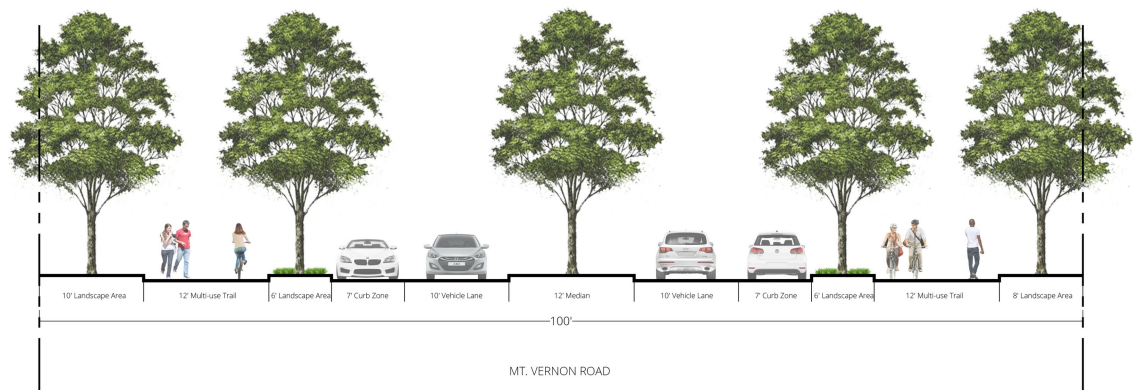 10' Landscape Area
12' Multi-use Trail
6' Landscape Area
7' Curb Zone
10' Vehicle Lane
12' Median
10' Vehicle Lane
7' Curb Zone
6' Landscape Area
12' Multi-use Trail
8' Landscape Area
100'
MT. VERNON ROAD